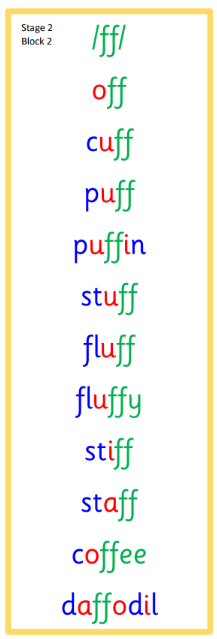 Stage 2
Block 2
/ff/
off
cuff
puff
puffin
stuff
fluff
fluffy
stiff
staff
coffee
daffodil